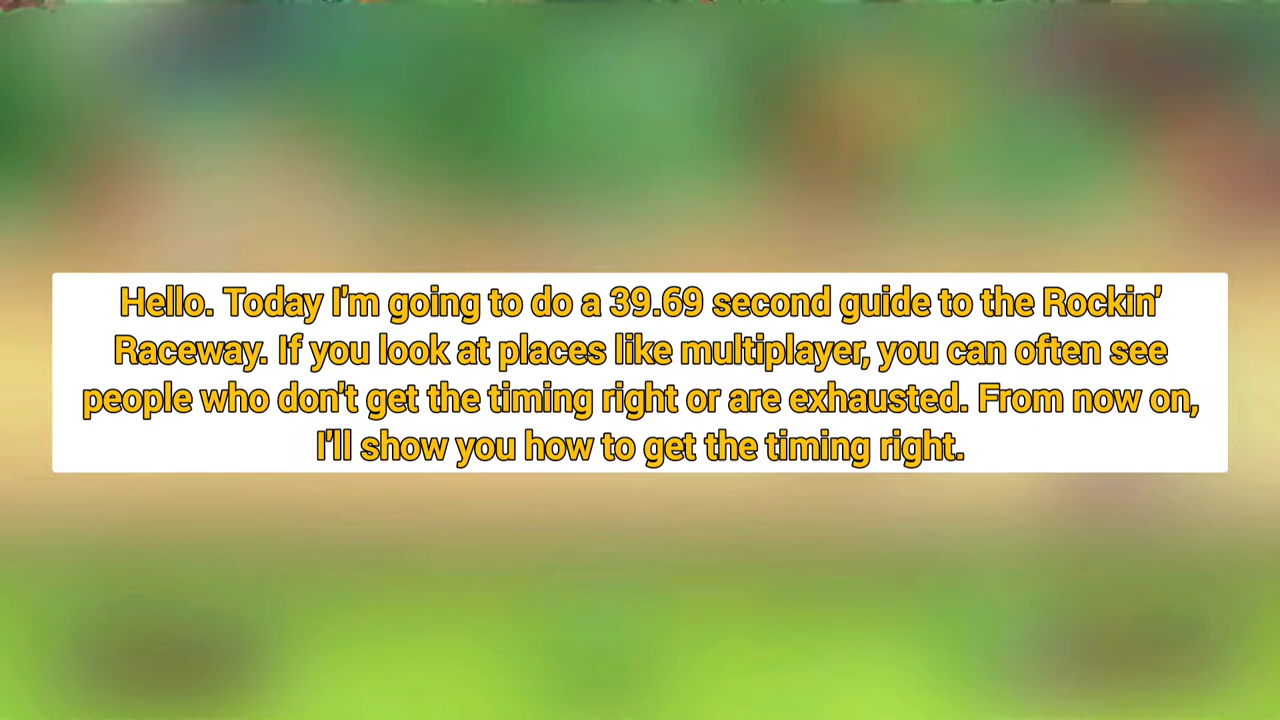 Hello. Today I'm going to do a 39.69 second guide to the Rockin'
Raceway. If you look at places like multiplayer, you can often see
people who don't get the timing right or are exhausted. From now on,
I'll show you how to get the timing right.